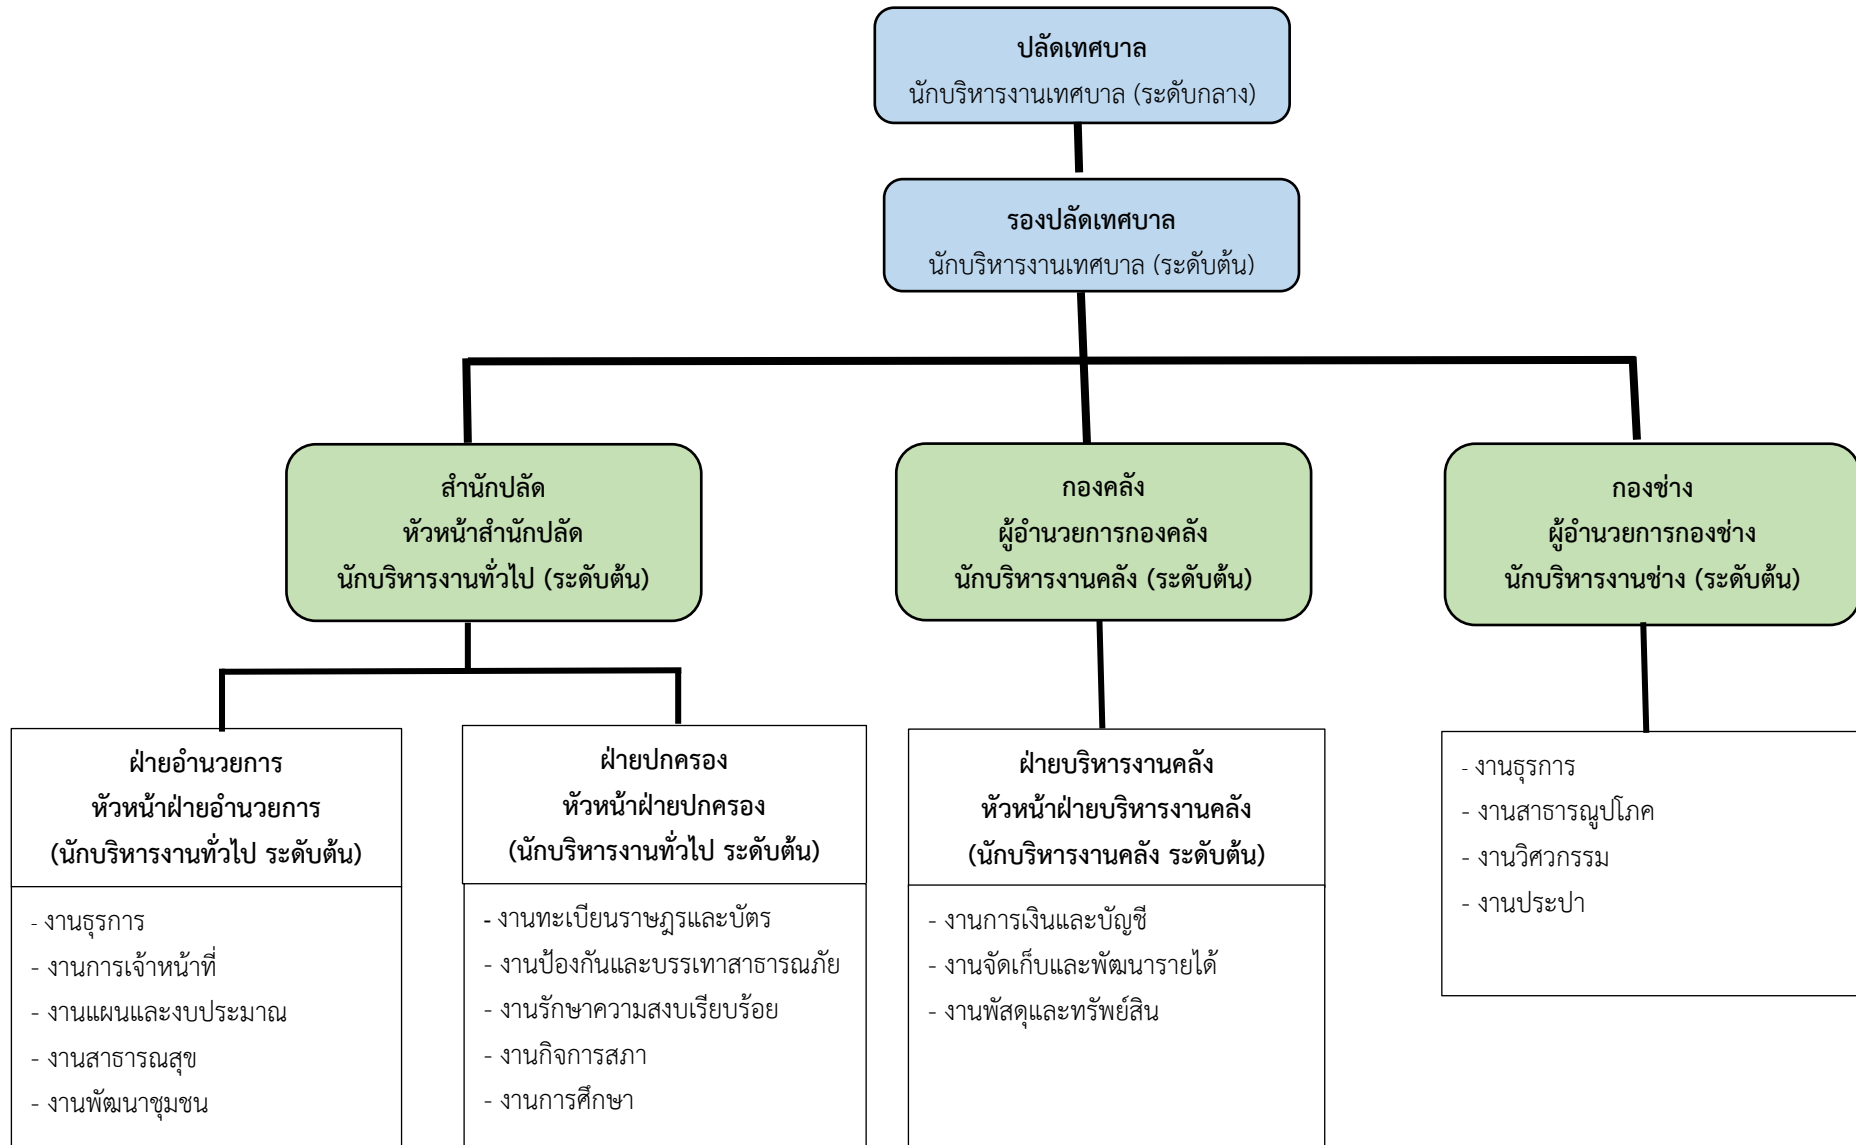 ปลัดเทศบาล
นักบริหารงานเทศบาล (ระดับกลาง)
รองปลัดเทศบาล
นักบริหารงานเทศบาล (ระดับต้น)
สำนักปลัด
หัวหน้าสำนักปลัด
นักบริหารงานทั่วไป (ระดับต้น)
กองคลัง
ผู้อำนวยการกองคลัง
นักบริหารงานคลัง (ระดับต้น)
กองช่าง
ผู้อำนวยการกองช่าง
นักบริหารงานช่าง (ระดับต้น)
ฝ่ายอำนวยการ
หัวหน้าฝ่ายอำนวยการ
(นักบริหารงานทั่วไป ระดับต้น)
- งานธุรการ
- งานการเจ้าหน้าที่
- งานแผนและงบประมาณ
- งานสาธารณสุข
- งานพัฒนาชุมชน
ฝ่ายปกครอง
หัวหน้าฝ่ายปกครอง
(นักบริหารงานทั่วไป ระดับต้น)
- งานทะเบียนราษฎรและบัตร
- งานป้องกันและบรรเทาสาธารณภัย
- งานรักษาความสงบเรียบร้อย
- งานกิจการสภา
- งานการศึกษา
ฝ่ายบริหารงานคลัง
หัวหน้าฝ่ายบริหารงานคลัง
(นักบริหารงานคลัง ระดับต้น)
- งานการเงินและบัญชี
- งานจัดเก็บและพัฒนารายได้
- งานพัสดุและทรัพย์สิน
- งานธุรการ
- งานสาธารณูปโภค
- งานวิศวกรรม
- งานประปา